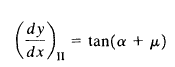 (dy/dx)_II = tan(α + μ)